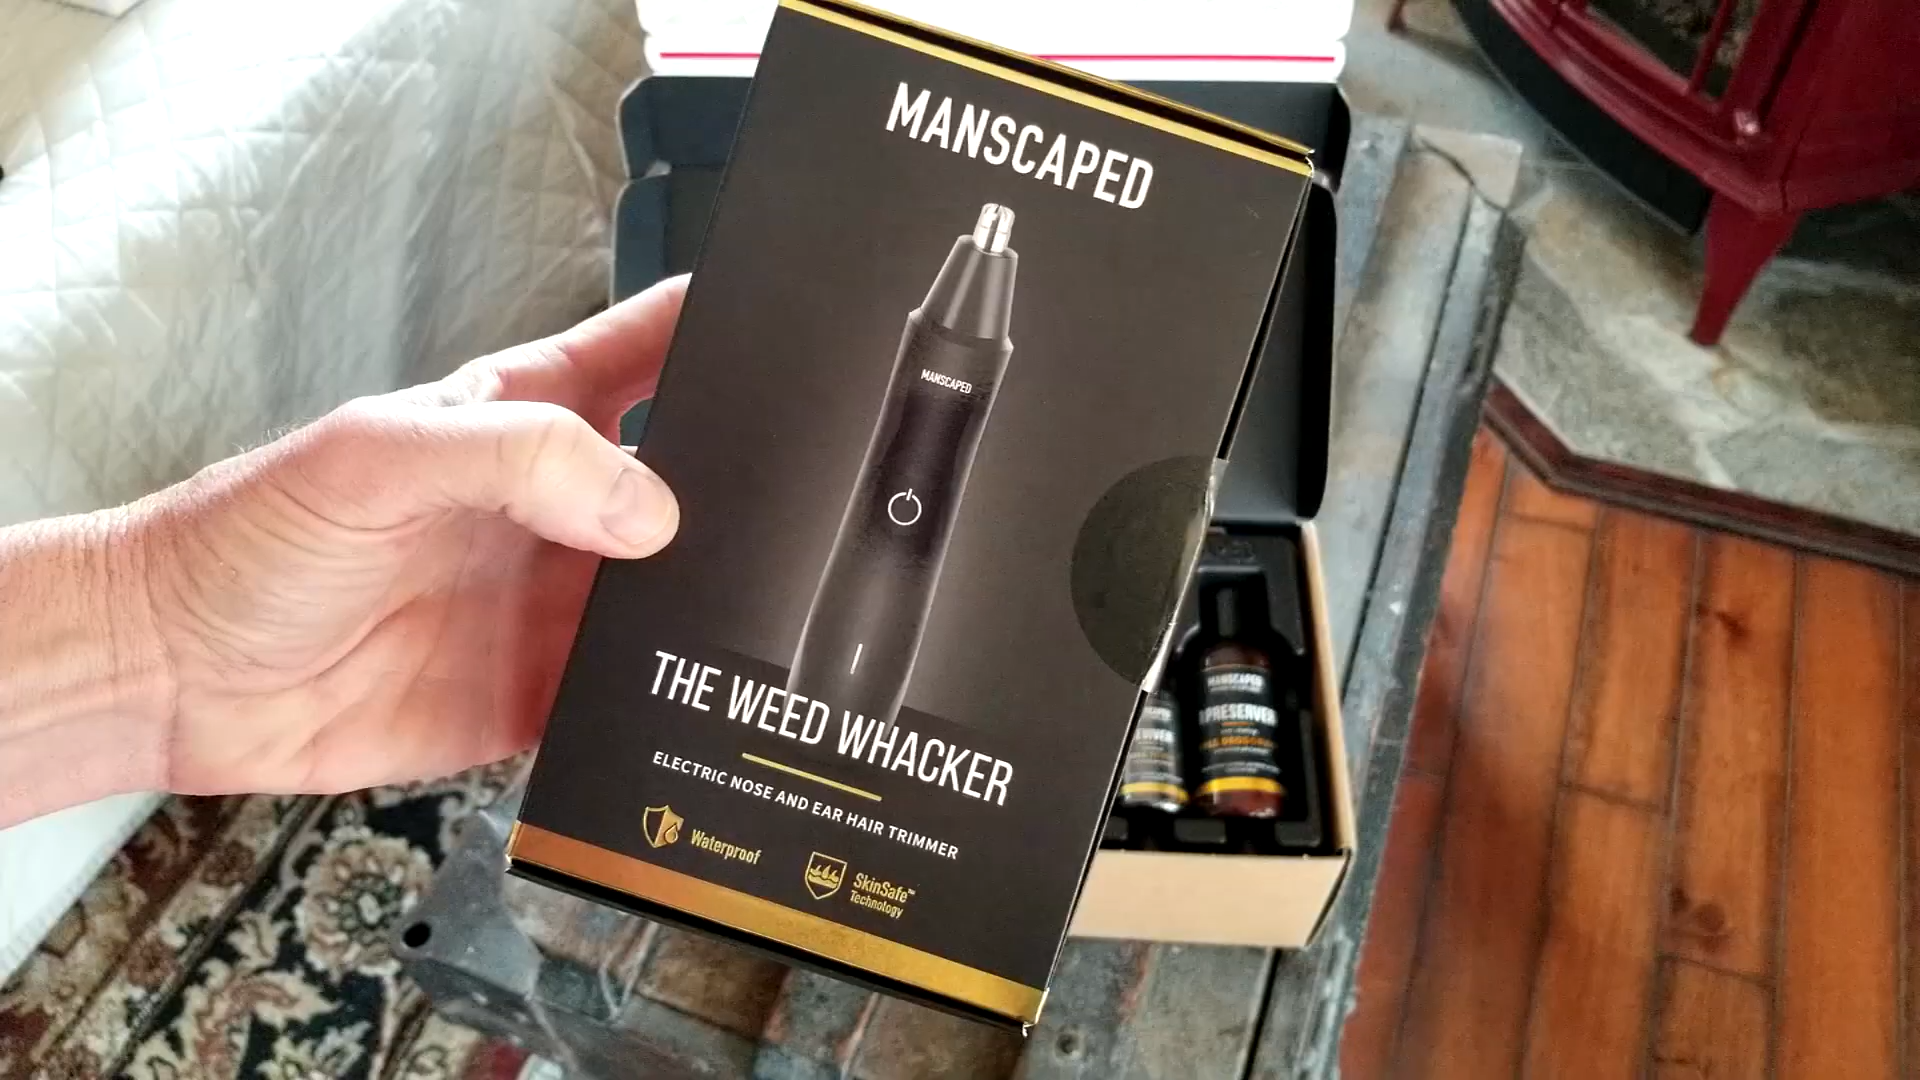 MANSCAPED
MANSCAPED
THE WEED WHACKER
ELECTRIC NOSE AND EAR HAIR TRIMMER
Waterproof
SkinSafe™
Technology
MANSCAPED
PRESERVER